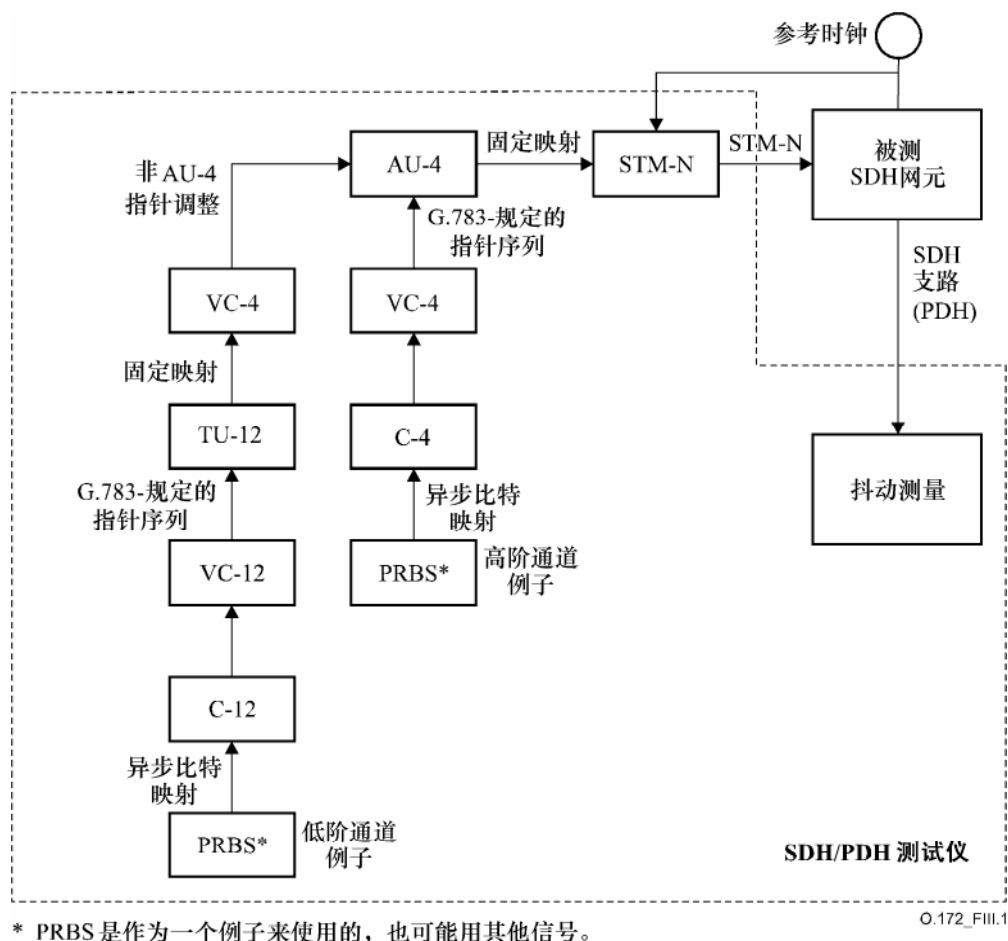 参考时钟
非AU-4
指针调整
AU-4
固定映射
STM-N
STM-N
被测
SDH网元
G.783-规定的
指针序列
SDH
支路
(PDH)
VC-4
VC-4
固定映射
TU-12
C-4
抖动测量
G.783-规定的
指针序列
异步比特
映射
VC-12
PRBS*
高阶通道
例子
C-12
异步比特
映射
PRBS*
低阶通道
例子
SDH/PDH 测试仪
* PRBS是作为一个例子来使用的，也可能用其他信号。
O.172_FIII.1